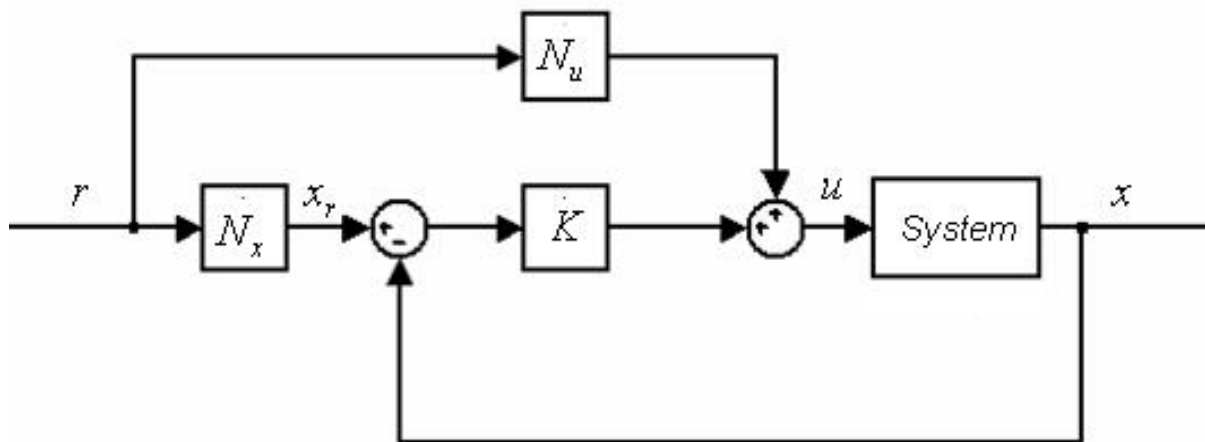 N_u
r
N_x
x_r
+
-
K
+
+
u
System
x